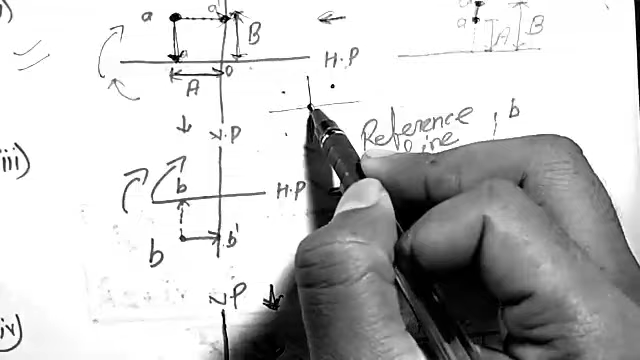 a a'
B
a
A
B
a
o
H.P
A
V.P
Reference
line
b
iii)
b
H.P
b b'
V.P
iv)